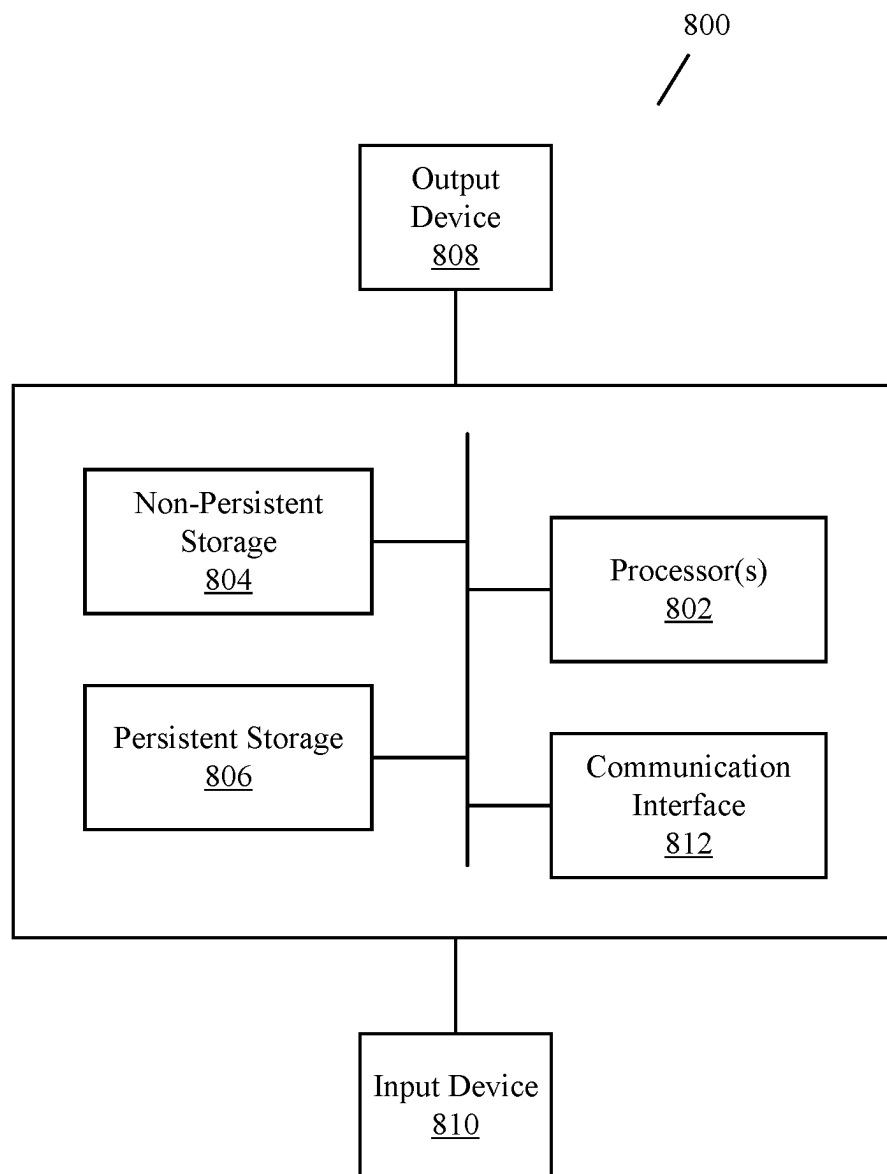 800
Output
Device
808
Non-Persistent
Storage
804
Processor(s)
802
Persistent Storage
806
Communication
Interface
812
Input Device
810